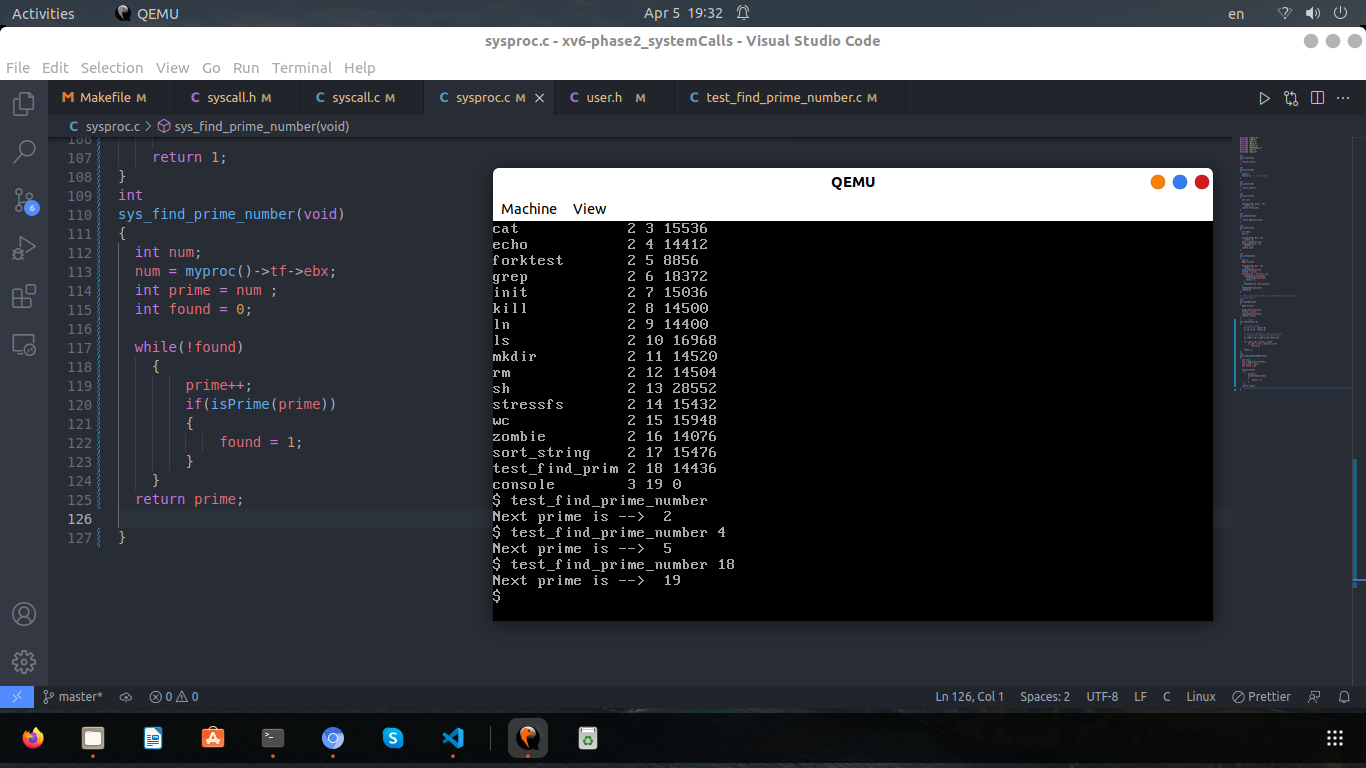 Activities QEMU Apr 5 19:32 en
sysproc.c - xv6-phase2_systemCalls - Visual Studio Code
File Edit Selection View Go Run Terminal Help
Makefile M syscall.h M syscall.c M sysproc.c M user.h M test_find_prime_number.c M
sysproc.c > sys_find_prime_number(void)
106
107 return 1;
108 }
109 int
110 sys_find_prime_number(void)
111 {
112 int num;
113 num = myproc()->tf->ebx;
114 int prime = num ;
115 int found = 0;
116
117 while(!found)
118 {
119 prime++;
120 if(isPrime(prime))
121 {
122 found = 1;
123 }
124 }
125 return prime;
126
127 }
6
QEMU
Machine View
cat 2 3 15536
echo 2 4 14412
forktest 2 5 8856
grep 2 6 18372
init 2 7 15036
kill 2 8 14500
ln 2 9 14400
ls 2 10 16968
mkdir 2 11 14520
rm 2 12 14504
sh 2 13 28552
stressfs 2 14 15432
wc 2 15 15948
zombie 2 16 14076
sort_string 2 17 15476
test_find_prim 2 18 14436
console 3 19 0
$ test_find_prime_number
Next prime is --> 2
$ test_find_prime_number 4
Next prime is --> 5
$ test_find_prime_number 18
Next prime is --> 19
$
master* 0 0 Ln 126, Col 1 Spaces: 2 UTF-8 LF C Linux Prettier